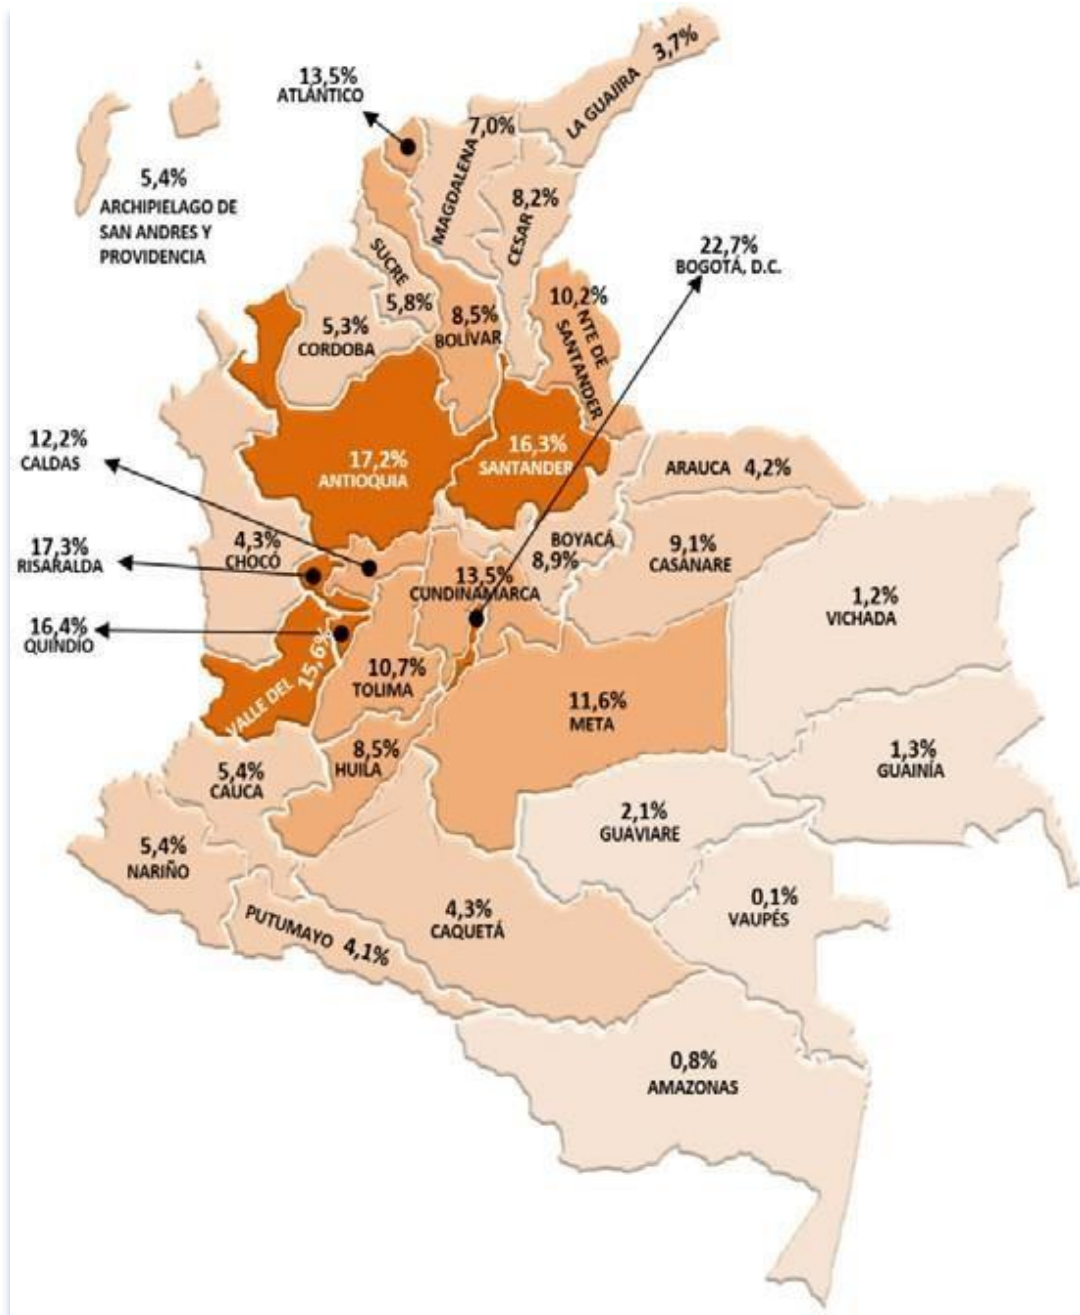 3,7%
LA GUAJIRA
13,5%
ATLÁNTICO
7,0%
MAGDALENA
5,4%
ARCHIPIELAGO DE
SAN ANDRES Y
PROVIDENCIA
8,2%
CESAR
22,7%
BOGOTÁ, D.C.
SUCRE
5,8%
10,2%
NTE DE
SANTANDER
8,5%
BOLÍVAR
5,3%
CORDOBA
12,2%
CALDAS
17,2%
ANTIOQUIA
16,3%
SANTANDER
ARAUCA 4,2%
17,3%
RISARALDA
4,3%
CHOCÓ
BOYACÁ
8,9%
9,1%
CASANARE
13,5%
CUNDINAMARCA
1,2%
VICHADA
16,4%
QUINDIO
15,6%
VALLE DEL
10,7%
TOLIMA
11,6%
META
8,5%
HUILA
1,3%
GUAINÍA
5,4%
CAUCA
2,1%
GUAVIARE
5,4%
NARIÑO
0,1%
VAUPÉS
4,3%
CAQUETÁ
PUTUMAYO 4,1%
0,8%
AMAZONAS